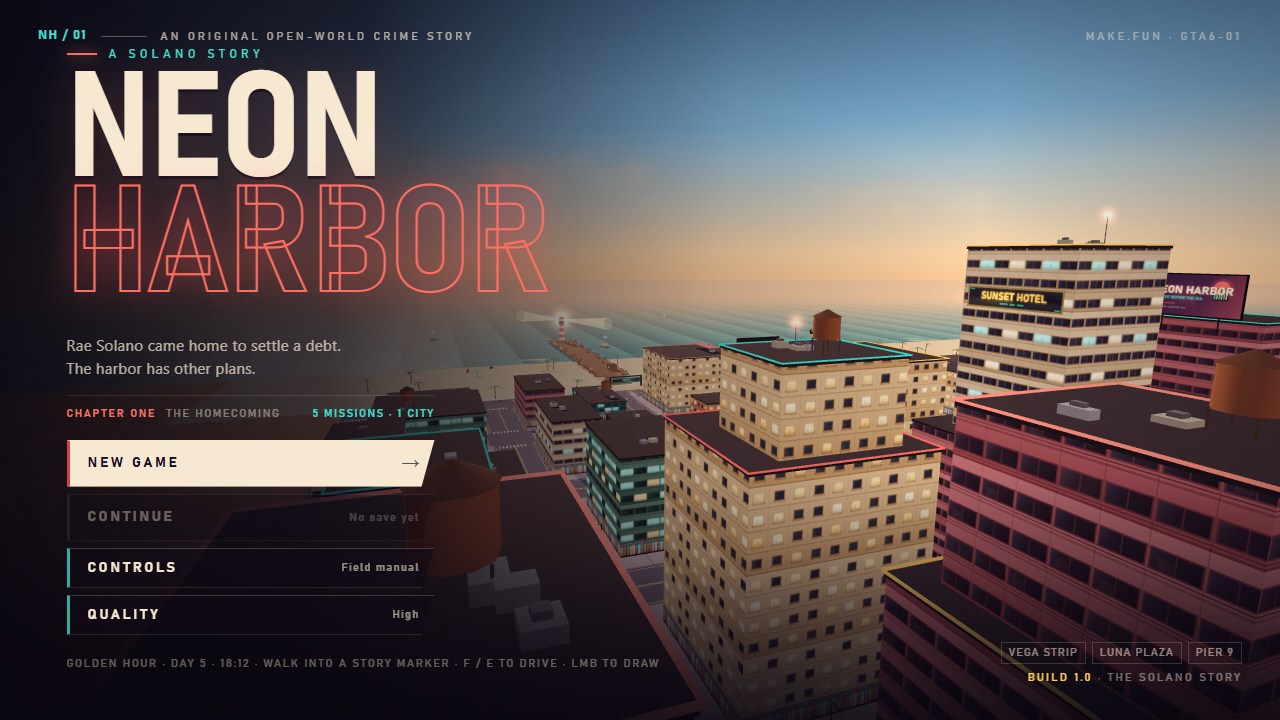 NH / 01 AN ORIGINAL OPEN-WORLD CRIME STORY
MAKE.FUN · GTA6-01
A SOLANO STORY
NEON
HARBOR
SUNSET HOTEL
EON HARBOR
Rae Solano came home to settle a debt.
The harbor has other plans.
CHAPTER ONE THE HOMECOMING 5 MISSIONS · 1 CITY
NEW GAME →
CONTINUE No save yet
CONTROLS Field manual
QUALITY High
GOLDEN HOUR · DAY 5 · 18:12 · WALK INTO A STORY MARKER · F / E TO DRIVE · LMB TO DRAW
VEGA STRIP LUNA PLAZA PIER 9
BUILD 1.0 · THE SOLANO STORY